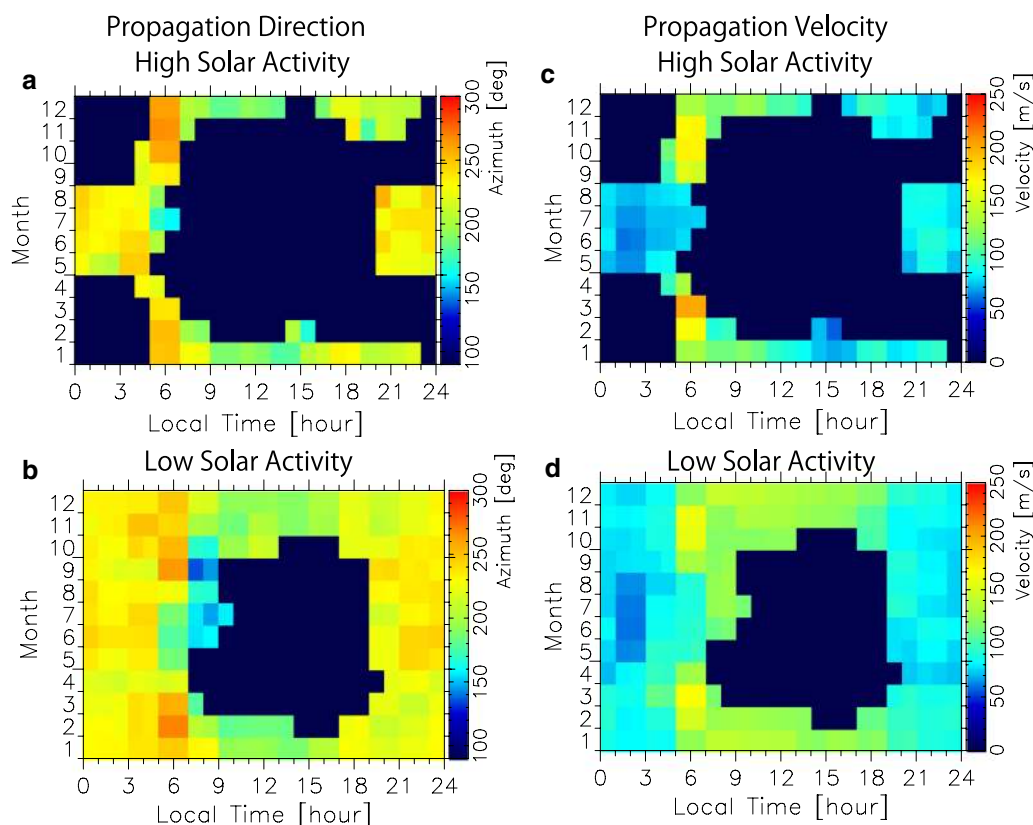 Propagation Direction
High Solar Activity
a
12
11
10
9
8
7
6
5
4
3
2
1
Month
0 3 6 9 12 15 18 21 24
Local Time [hour]
100 150 200 250 300
Azimuth [deg]
Propagation Velocity
High Solar Activity
c
12
11
10
9
8
7
6
5
4
3
2
1
Month
0 3 6 9 12 15 18 21 24
Local Time [hour]
0 50 100 150 200 250
Velocity [m/s]
b
Low Solar Activity
12
11
10
9
8
7
6
5
4
3
2
1
Month
0 3 6 9 12 15 18 21 24
Local Time [hour]
100 150 200 250 300
Azimuth [deg]
d
Low Solar Activity
12
11
10
9
8
7
6
5
4
3
2
1
Month
0 3 6 9 12 15 18 21 24
Local Time [hour]
0 50 100 150 200 250
Velocity [m/s]